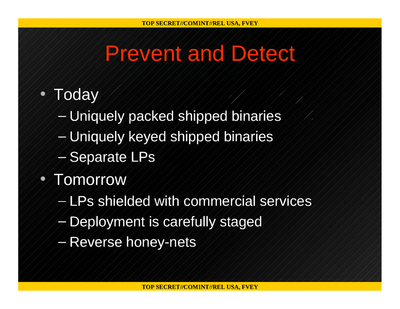 TOP SECRET//COMINT//REL USA, FVEY
Prevent and Detect
• Today
– Uniquely packed shipped binaries
– Uniquely keyed shipped binaries
– Separate LPs
• Tomorrow
– LPs shielded with commercial services
– Deployment is carefully staged
– Reverse honey-nets
TOP SECRET//COMINT//REL USA, FVEY